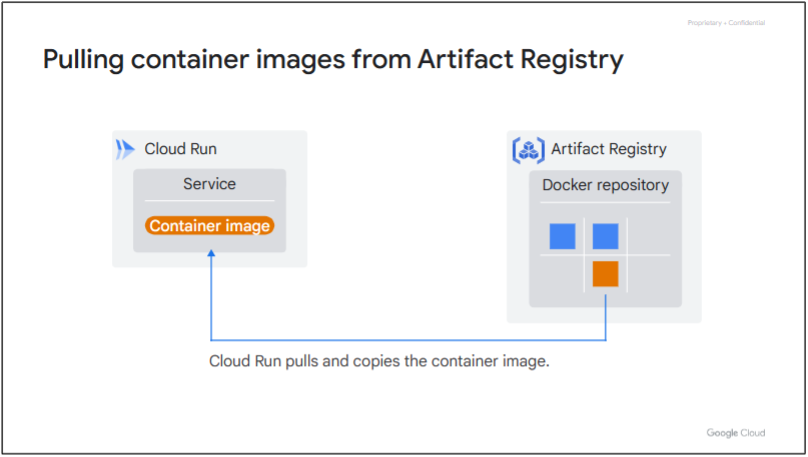 Proprietary + Confidential
Pulling container images from Artifact Registry
Cloud Run
Service
Container image
Artifact Registry
Docker repository
Cloud Run pulls and copies the container image.
Google Cloud